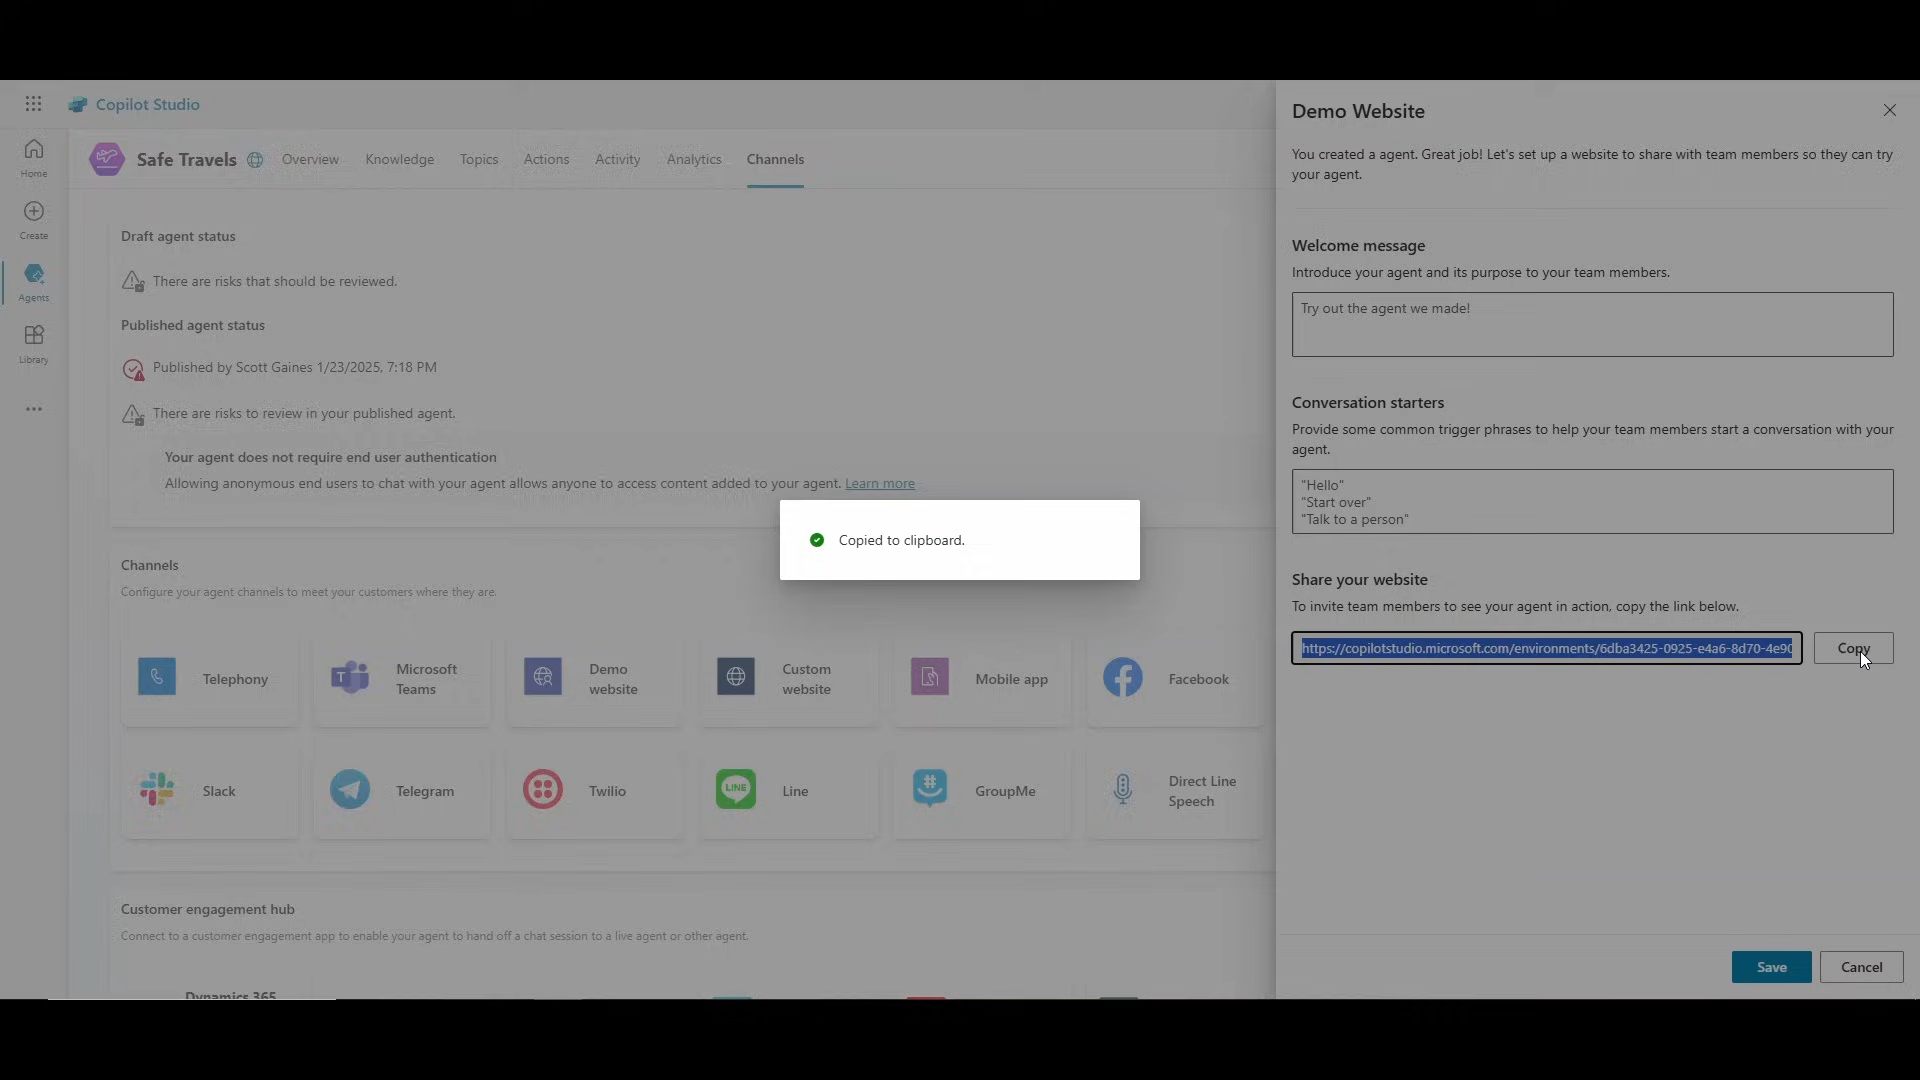 Copilot Studio
Home
Create
Agents
Library
Safe Travels
Overview
Knowledge
Topics
Actions
Activity
Analytics
Channels
Draft agent status
There are risks that should be reviewed.
Published agent status
Published by Scott Gaines 1/23/2025, 7:18 PM
There are risks to review in your published agent.
Your agent does not require end user authentication
Allowing anonymous end users to chat with your agent allows anyone to access content added to your agent. Learn more
Channels
Configure your agent channels to meet your customers where they are.
Telephony
Microsoft
Teams
Demo
website
Custom
website
Mobile app
Facebook
Slack
Telegram
Twilio
LINE
Line
GroupMe
Direct Line
Speech
Customer engagement hub
Connect to a customer engagement app to enable your agent to hand off a chat session to a live agent or other agent.
Dynamics 365
Copied to clipboard.
Demo Website
You created a agent. Great job! Let's set up a website to share with team members so they can try
your agent.
Welcome message
Introduce your agent and its purpose to your team members.
Try out the agent we made!
Conversation starters
Provide some common trigger phrases to help your team members start a conversation with your
agent.
"Hello"
"Start over"
"Talk to a person"
Share your website
To invite team members to see your agent in action, copy the link below.
https://copilotstudio.microsoft.com/environments/6dba3425-0925-e4a6-8d70-4e90
Copy
Save
Cancel